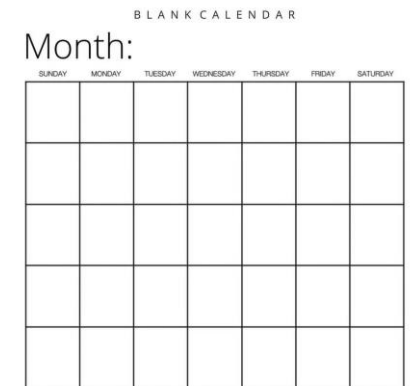 BLANK CALENDAR
Month:
SUNDAY MONDAY TUESDAY WEDNESDAY THURSDAY FRIDAY SATURDAY